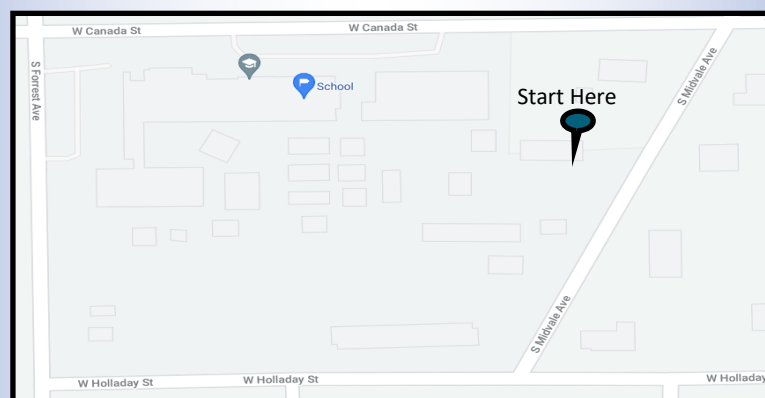 W Canada St
W Canada St
S Forrest Ave
School
Start Here
S Midvale Ave
S Midvale Ave
W Holladay St
W Holladay St
W Holladay